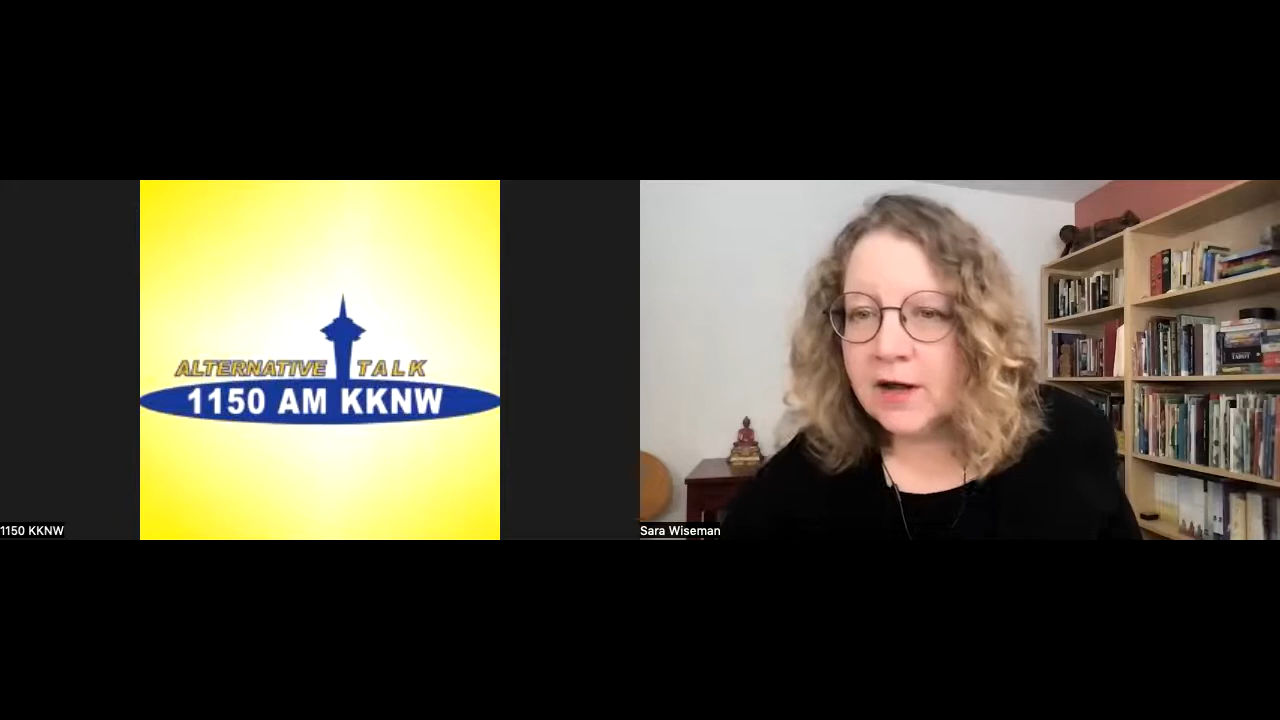 ALTERNATIVE TALK
1150 AM KKNW
1150 KKNW
Sara Wiseman
TAROT